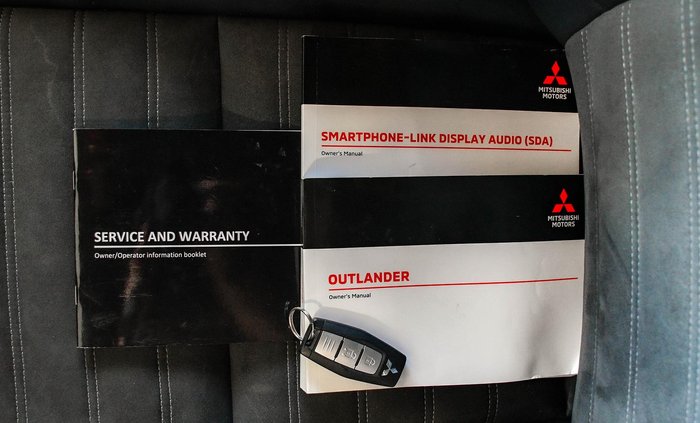 MITSUBISHI
MOTORS
SMARTPHONE-LINK DISPLAY AUDIO (SDA)
Owner's Manual
SERVICE AND WARRANTY
Owner/Operator information booklet
MITSUBISHI
MOTORS
OUTLANDER
Owner's Manual